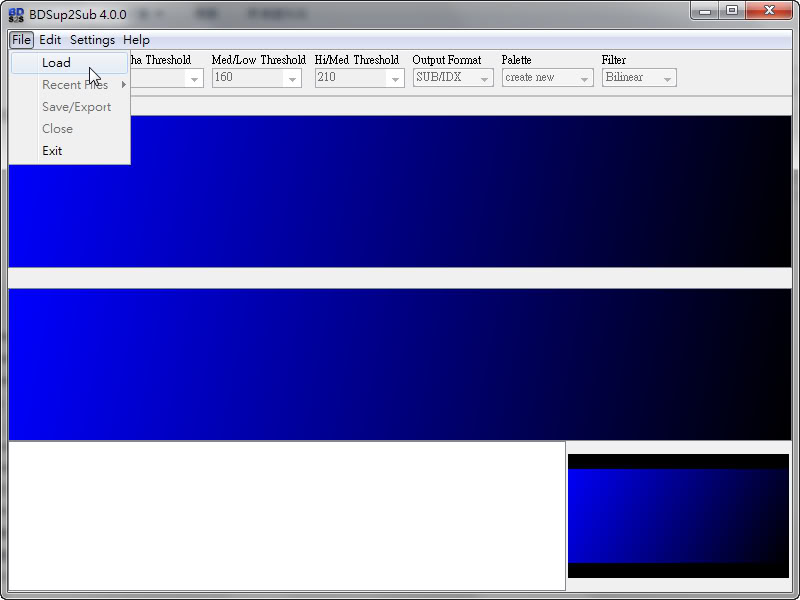 BDSup2Sub 4.0.0
File Edit Settings Help
ha Threshold Med/Low Threshold Hi/Med Threshold Output Format Palette Filter
160 210 SUB/IDX create new Bilinear
Load
Recent Files
Save/Export
Close
Exit